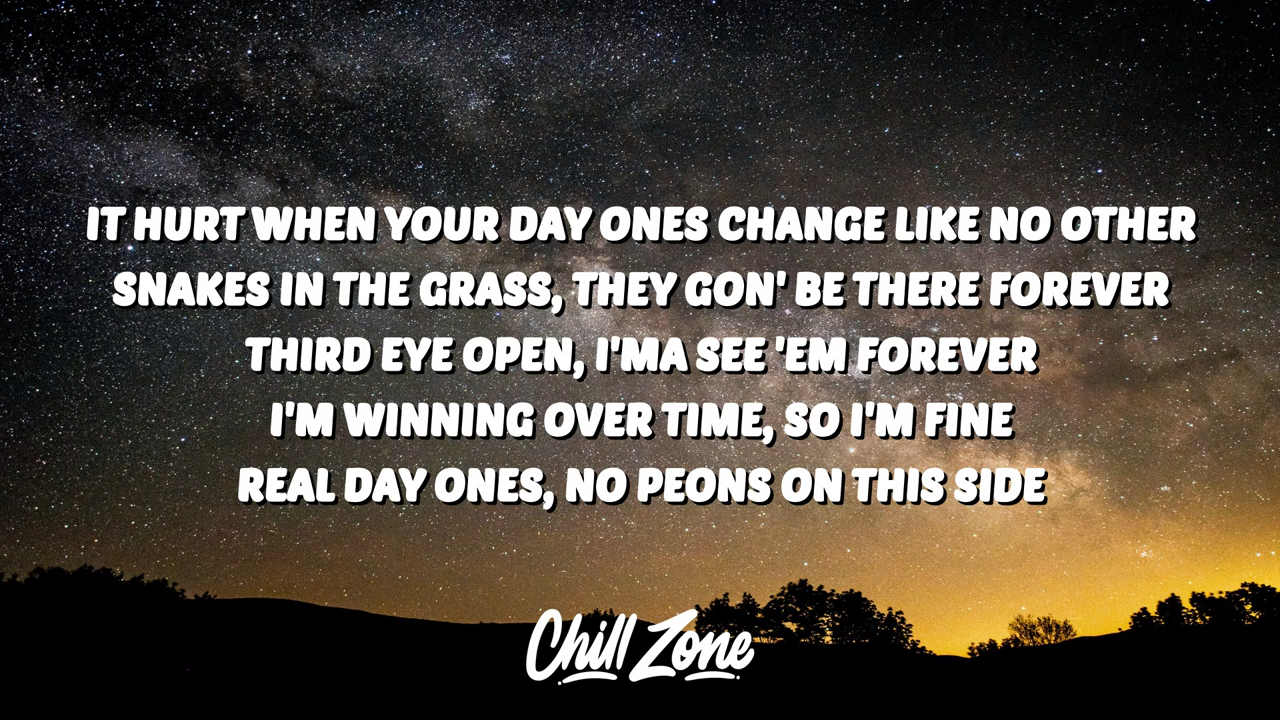 IT HURT WHEN YOUR DAY ONES CHANGE LIKE NO OTHER
SNAKES IN THE GRASS, THEY GON' BE THERE FOREVER
THIRD EYE OPEN, I'MA SEE 'EM FOREVER
I'M WINNING OVER TIME, SO I'M FINE
REAL DAY ONES, NO PEONS ON THIS SIDE
Chill Zone